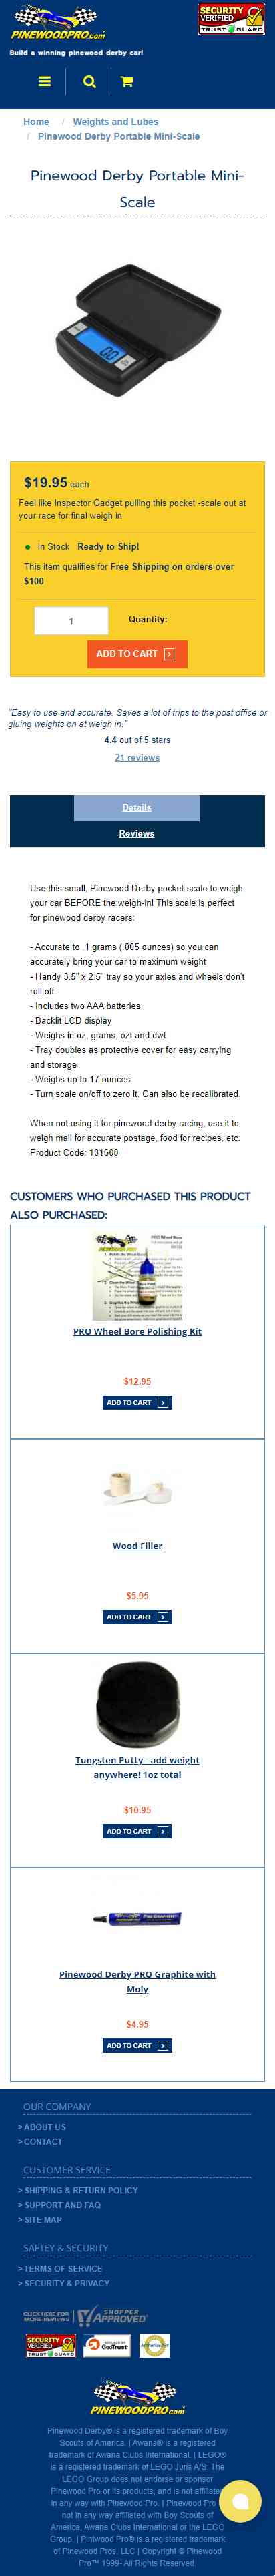 PINEWOODPRO.COM
SECURITY
VERIFIED
TRUST GUARD
Build a winning pinewood derby car!
Home / Weights and Lubes
/ Pinewood Derby Portable Mini-Scale
Pinewood Derby Portable Mini-
Scale
$19.95 each
Feel like Inspector Gadget pulling this pocket -scale out at
your race for final weigh in
In Stock Ready to Ship!
This item qualifies for Free Shipping on orders over
$100
1
Quantity:
ADD TO CART
"Easy to use and accurate. Saves a lot of trips to the post office or
gluing weights on at weigh in."
4.4 out of 5 stars
21 reviews
Details
Reviews
Use this small, Pinewood Derby pocket-scale to weigh
your car BEFORE the weigh-in! This scale is perfect
for pinewood derby racers:
- Accurate to .1 grams (.005 ounces) so you can
accurately bring your car to maximum weight
- Handy 3.5" x 2.5" tray so your axles and wheels don't
roll off
- Includes two AAA batteries
- Backlit LCD display
- Weighs in oz, grams, ozt and dwt
- Tray doubles as protective cover for easy carrying
and storage
- Weighs up to 17 ounces
- Turn scale on/off to zero it. Can also be recalibrated.
When not using it for pinewood derby racing, use it to
weigh mail for accurate postage, food for recipes, etc.
Product Code: 101600
CUSTOMERS WHO PURCHASED THIS PRODUCT
ALSO PURCHASED:
PRO Wheel Bore Polishing Kit
$12.95
ADD TO CART
Wood Filler
$5.95
ADD TO CART
Tungsten Putty - add weight
anywhere! 1oz total
$10.95
ADD TO CART
Pinewood Derby PRO Graphite with
Moly
$4.95
ADD TO CART
OUR COMPANY
> ABOUT US
> CONTACT
CUSTOMER SERVICE
> SHIPPING & RETURN POLICY
> SUPPORT AND FAQ
> SITE MAP
SAFTEY & SECURITY
> TERMS OF SERVICE
> SECURITY & PRIVACY
CLICK HERE
FOR MORE
REVIEWS
SHOPPER
APPROVED
SECURITY
VERIFIED
TRUST GUARD
GeoTrust
PINEWOODPRO.COM
Pinewood Derby® is a registered trademark of Boy
Scouts of America. | Awana® is a registered
trademark of Awana Clubs International. | LEGO®
is a registered trademark of LEGO Juris A/S. The
LEGO Group does not endorse or sponsor
Pinewood Pro or its products, and is not affiliated
in any way with Pinewood Pro. | Pinewood Pro is
not in any way affiliated with Boy Scouts of
America, Awana Clubs International or the LEGO
Group. | Pintwood Pro® is a registered trademark
of Pinewood Pros, LLC | Copyright © Pinewood
Pro™ 1999- All Rights Reserved.